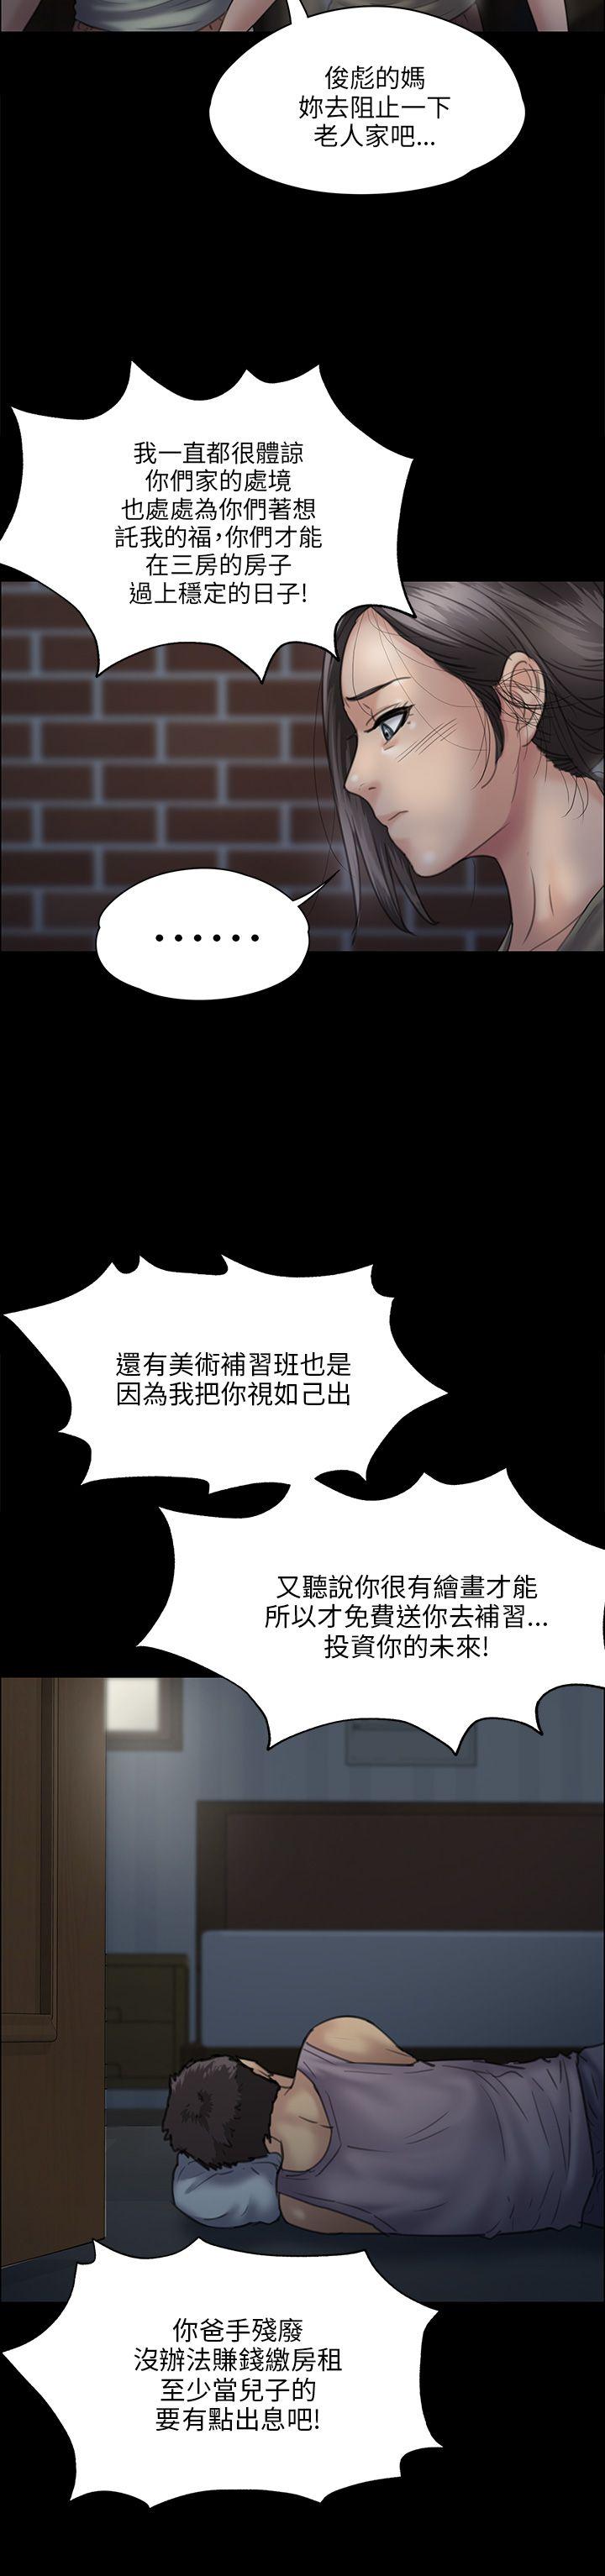 俊彪的媽
妳去阻止一下
老人家吧...
我一直都很體諒
你們家的處境
也處處為你們著想
託我的福，你們才能
在三房的房子
過上穩定的日子!
······
還有美術補習班也是
因為我把你視如己出
又聽說你很有繪畫才能
所以才免費送你去補習...
投資你的未來!
你爸手殘廢
沒辦法賺錢繳房租
至少當兒子的
要有點出息吧!